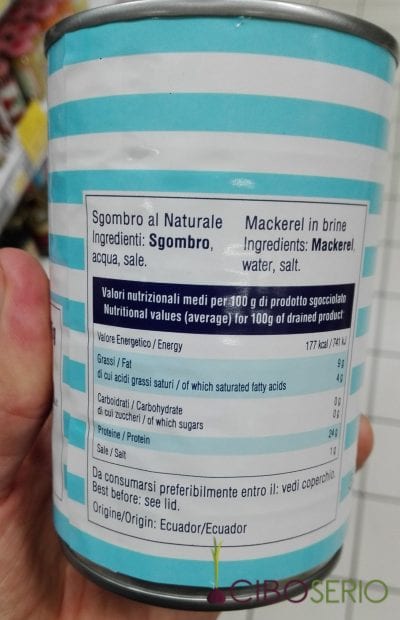 Sgombro al Naturale
Ingredienti: Sgombro,
acqua, sale.
Mackerel in brine
Ingredients: Mackerel,
water, salt.
Valori nutrizionali medi per 100 g di prodotto sgocciolato
Nutritional values (average) for 100g of drained product
Valore Energetico / Energy 177 kcal / 741 kJ
Grassi / Fat 9 g
di cui acidi grassi saturi / of which saturated fatty acids 4 g
Carboidrati / Carbohydrate 0 g
di cui zuccheri / of which sugars 0 g
Proteine / Protein 24 g
Sale / Salt 1 g
Da consumarsi preferibilmente entro il: vedi coperchio.
Best before: see lid.
Origine/Origin: Ecuador/Ecuador
CIBOSERIO